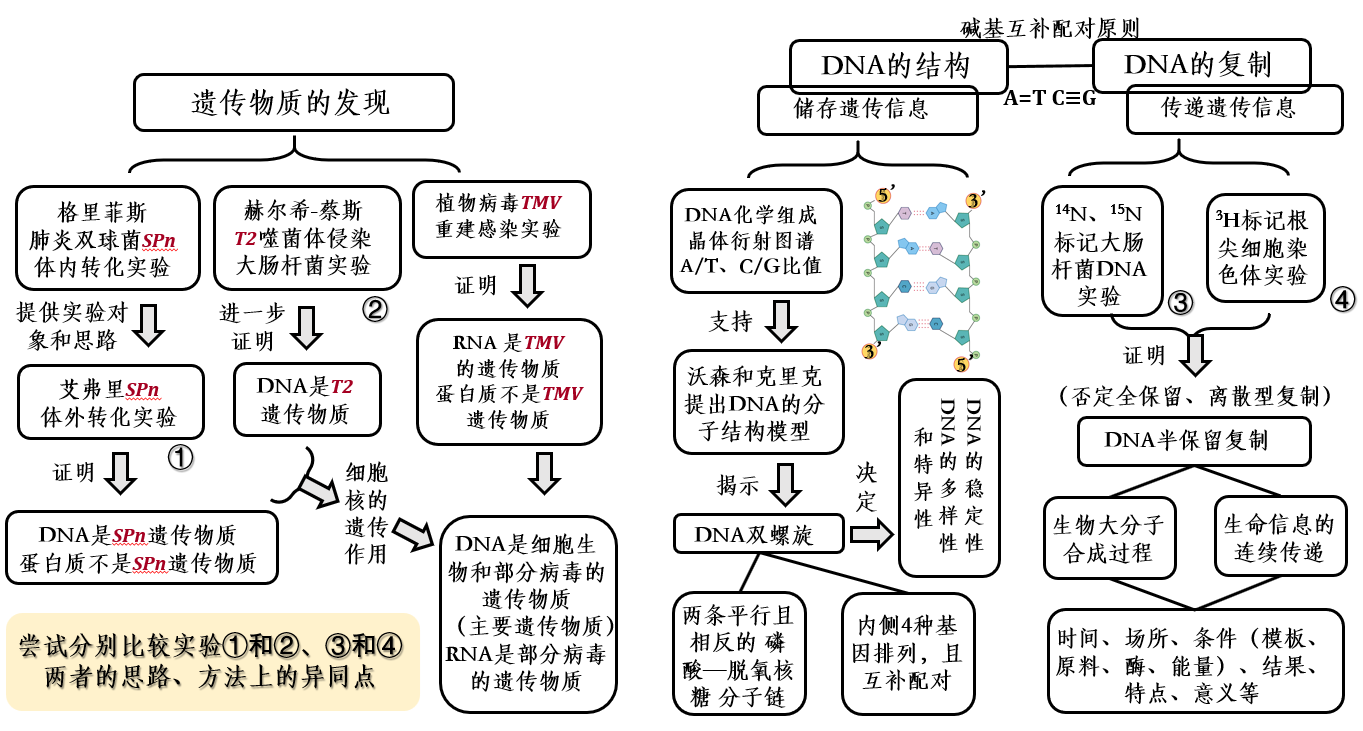 遗传物质的发现
格里菲斯
肺炎双球菌SPn
体内转化实验
赫尔希-蔡斯
T2噬菌体侵染
大肠杆菌实验
植物病毒TMV
重建感染实验
提供实验对
象和思路
进一步
证明
②
证明
艾弗里SPn
体外转化实验
①
DNA是T2
遗传物质
RNA 是TMV
的遗传物质
蛋白质不是TMV
遗传物质
证明
DNA是SPn遗传物质
蛋白质不是SPn遗传物质
细胞
核的
遗传
作用
DNA是细胞生
物和部分病毒的
遗传物质
（主要遗传物质）
RNA是部分病毒
的遗传物质
尝试分别比较实验①和②、③和④
两者的思路、方法上的异同点
碱基互补配对原则
DNA的结构
储存遗传信息
A=T C≡G
DNA的复制
传递遗传信息
DNA化学组成
晶体衍射图谱
A/T、C/G比值
5’
3’
3’
5’
支持
沃森和克里克
提出DNA的分
子结构模型
揭示
DNA双螺旋
决定
DNA的稳定性
DNA的多样性
和特异性
两条平行且
相反的 磷
酸—脱氧核
糖 分子链
内侧4种基
因排列，且
互补配对
¹⁴N、¹⁵N
标记大肠
杆菌DNA
实验
③
³H标记根
尖细胞染
色体实验
④
证明
（否定全保留、离散型复制）
DNA半保留复制
生物大分子
合成过程
生命信息的
连续传递
时间、场所、条件（模板、
原料、酶、能量）、结果、
特点、意义等